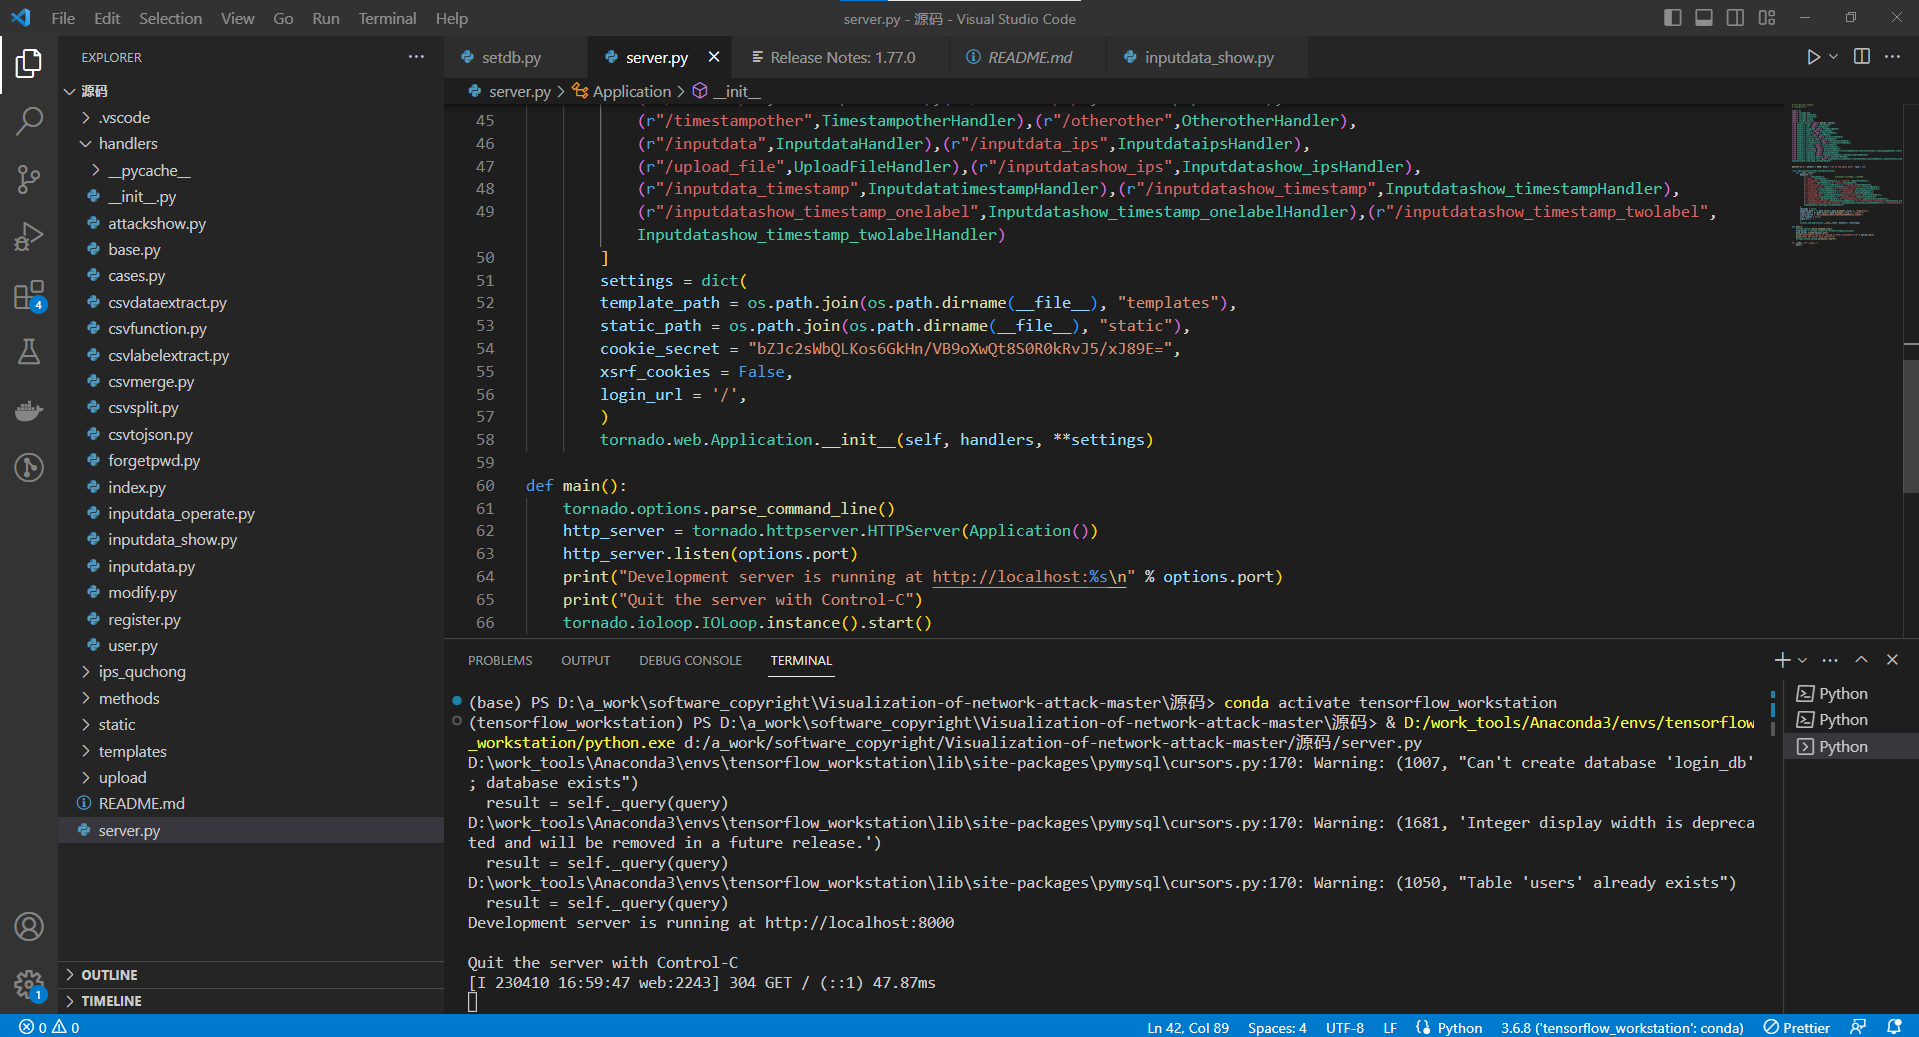 File Edit Selection View Go Run Terminal Help
server.py - 源码 - Visual Studio Code
EXPLORER
源码
.vscode
handlers
__pycache__
__init__.py
attackshow.py
base.py
cases.py
csvdataextract.py
csvfunction.py
csvlabelextract.py
csvmerge.py
csvsplit.py
csvtojson.py
forgetpwd.py
index.py
inputdata_operate.py
inputdata_show.py
inputdata.py
modify.py
register.py
user.py
ips_quchong
methods
static
templates
upload
README.md
server.py
OUTLINE
TIMELINE
4
1
setdb.py server.py Release Notes: 1.77.0 README.md inputdata_show.py
server.py > Application > __init__
45 (r"/timestampother",TimestampotherHandler),(r"/otherother",OtherotherHandler),
46 (r"/inputdata",InputdataHandler),(r"/inputdata_ips",InputdataipsHandler),
47 (r"/upload_file",UploadFileHandler),(r"/inputdatashow_ips",Inputdatashow_ipsHandler),
48 (r"/inputdata_timestamp",InputdatatimestampHandler),(r"/inputdatashow_timestamp",Inputdatashow_timestampHandler),
49 (r"/inputdatashow_timestamp_onelabel",Inputdatashow_timestamp_onelabelHandler),(r"/inputdatashow_timestamp_twolabel",
Inputdatashow_timestamp_twolabelHandler)
50 ]
51 settings = dict(
52 template_path = os.path.join(os.path.dirname(__file__), "templates"),
53 static_path = os.path.join(os.path.dirname(__file__), "static"),
54 cookie_secret = "bZJc2sWbQLKos6GkHn/VB9oXwQt8S0R0kRvJ5/xJ89E=",
55 xsrf_cookies = False,
56 login_url = '/',
57 )
58 tornado.web.Application.__init__(self, handlers, **settings)
59
60 def main():
61 tornado.options.parse_command_line()
62 http_server = tornado.httpserver.HTTPServer(Application())
63 http_server.listen(options.port)
64 print("Development server is running at http://localhost:%s\n" % options.port)
65 print("Quit the server with Control-C")
66 tornado.ioloop.IOLoop.instance().start()
PROBLEMS OUTPUT DEBUG CONSOLE TERMINAL
(base) PS D:\a_work\software_copyright\Visualization-of-network-attack-master\源码> conda activate tensorflow_workstation
(tensorflow_workstation) PS D:\a_work\software_copyright\Visualization-of-network-attack-master\源码> & D:/work_tools/Anaconda3/envs/tensorflow
_workstation/python.exe d:/a_work/software_copyright/Visualization-of-network-attack-master/源码/server.py
D:\work_tools\Anaconda3\envs\tensorflow_workstation\lib\site-packages\pymysql\cursors.py:170: Warning: (1007, "Can't create database 'login_db'
; database exists")
result = self._query(query)
D:\work_tools\Anaconda3\envs\tensorflow_workstation\lib\site-packages\pymysql\cursors.py:170: Warning: (1681, 'Integer display width is depreca
ted and will be removed in a future release.')
result = self._query(query)
D:\work_tools\Anaconda3\envs\tensorflow_workstation\lib\site-packages\pymysql\cursors.py:170: Warning: (1050, "Table 'users' already exists")
result = self._query(query)
Development server is running at http://localhost:8000
Quit the server with Control-C
[I 230410 16:59:47 web:2243] 304 GET / (::1) 47.87ms
Python
Python
Python
0 0 Ln 42, Col 89 Spaces: 4 UTF-8 LF Python 3.6.8 ('tensorflow_workstation': conda) Prettier